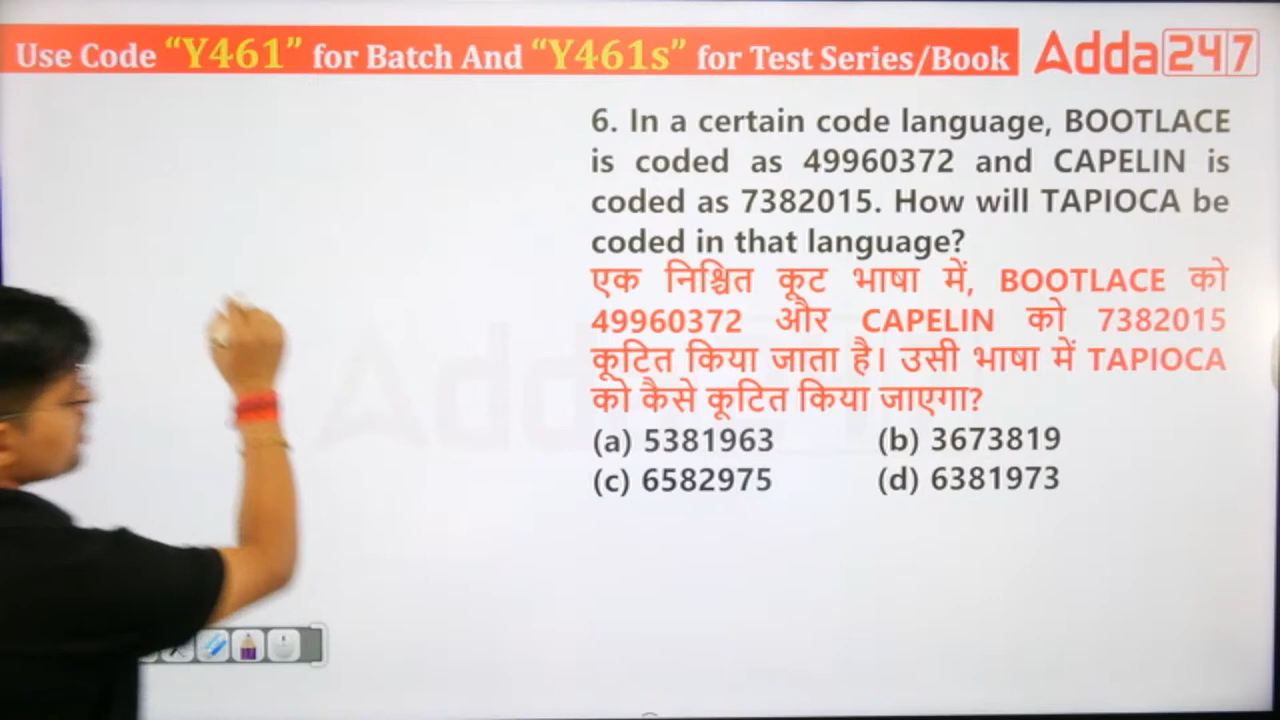 Use Code “Y461” for Batch And “Y461s” for Test Series/Book
Adda247
6. In a certain code language, BOOTLACE
is coded as 49960372 and CAPELIN is
coded as 7382015. How will TAPIOCA be
coded in that language?
एक निश्चित कूट भाषा में, BOOTLACE को
49960372 और CAPELIN को 7382015
कूटित किया जाता है। उसी भाषा में TAPIOCA
को कैसे कूटित किया जाएगा?
(a) 5381963 (b) 3673819
(c) 6582975 (d) 6381973